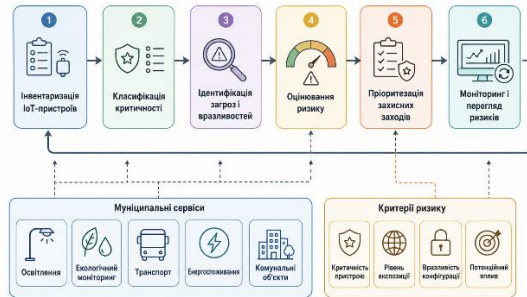 1
Інвентаризація
IoT-пристроїв
2
Класифікація
критичності
3
Ідентифікація
загроз і
вразливостей
4
Оцінювання
ризику
5
Пріоритезація
захисних
заходів
6
Моніторинг і
перегляд
ризиків
Муніципальні сервіси
Освітлення
Екологічний
моніторинг
Транспорт
Енергоспоживання
Комунальні
об'єкти
Критерії ризику
Критичність
пристрою
Рівень
експозиції
Вразливість
конфігурації
Потенційний
вплив